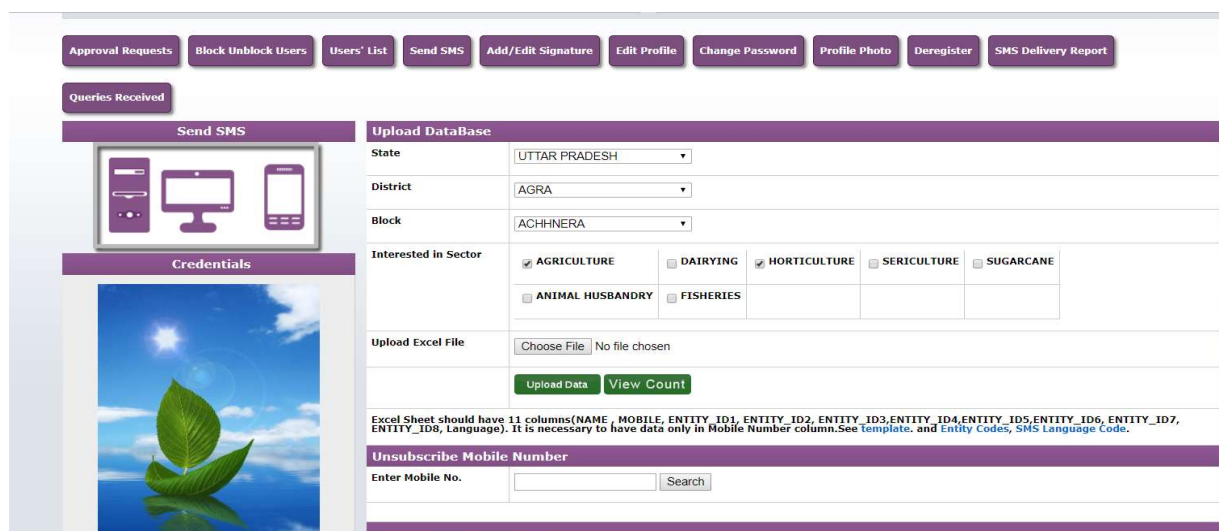 Approval Requests Block Unblock Users Users' List Send SMS Add/Edit Signature Edit Profile Change Password Profile Photo Deregister SMS Delivery Report
Queries Received
Send SMS
Credentials
Upload DataBase
State UTTAR PRADESH
District AGRA
Block ACHHNERA
Interested in Sector AGRICULTURE DAIRYING HORTICULTURE SERICULTURE SUGARCANE
ANIMAL HUSBANDRY FISHERIES
Upload Excel File Choose File No file chosen
Upload Data View Count
Excel Sheet should have 11 columns(NAME , MOBILE, ENTITY_ID1, ENTITY_ID2, ENTITY_ID3,ENTITY_ID4,ENTITY_ID5,ENTITY_ID6, ENTITY_ID7,
ENTITY_ID8, Language). It is necessary to have data only in Mobile Number column.See template. and Entity Codes, SMS Language Code.
Unsubscribe Mobile Number
Enter Mobile No. Search